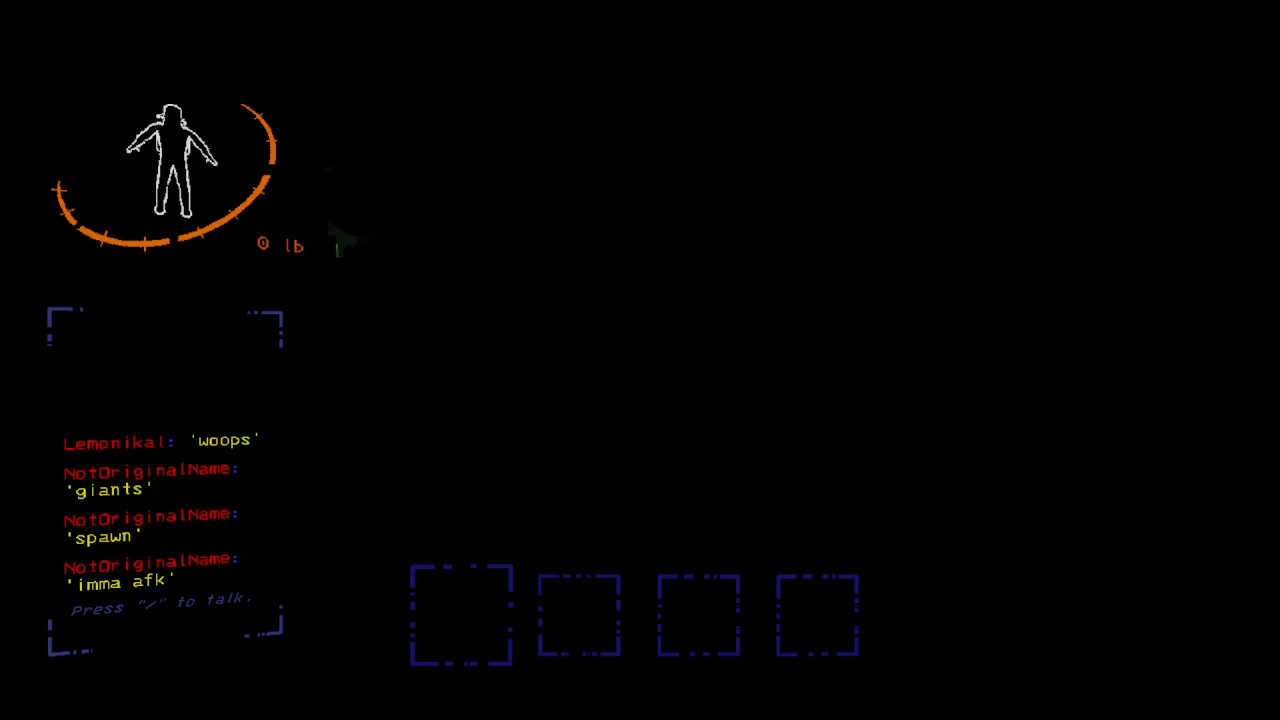 0 lb
Lemonikal: 'woops'
NotOriginalName:
'giants'
NotOriginalName:
'spawn'
NotOriginalName:
'imma afk'
Press "/" to talk.